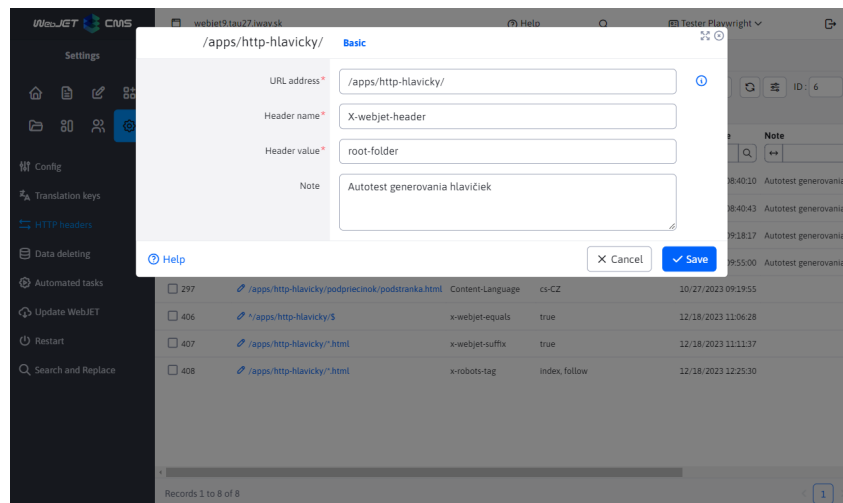 WebJET CMS
webjet9.tau27.iway.sk
Help
Tester Playwright
/apps/http-hlavicky/ Basic
Settings
URL address* /apps/http-hlavicky/
ID: 6
Header name* X-webjet-header
Note
Header value* root-folder
Config
08:40:10 Autotest generovania
Note Autotest generovania hlavičiek
Translation keys
08:40:43 Autotest generovania
HTTP headers
09:18:17 Autotest generovania
Data deleting
Help Cancel Save
09:55:00 Autotest generovania
Automated tasks
297 /apps/http-hlavicky/podpriecinok/podstranka.html Content-Language cs-CZ 10/27/2023 09:19:55
Update WebJET
406 ^/apps/http-hlavicky/$ x-webjet-equals true 12/18/2023 11:06:28
Restart
407 /apps/http-hlavicky/*.html x-webjet-suffix true 12/18/2023 11:11:37
Search and Replace
408 /apps/http-hlavicky/*.html x-robots-tag index, follow 12/18/2023 12:25:30
Records 1 to 8 of 8
1